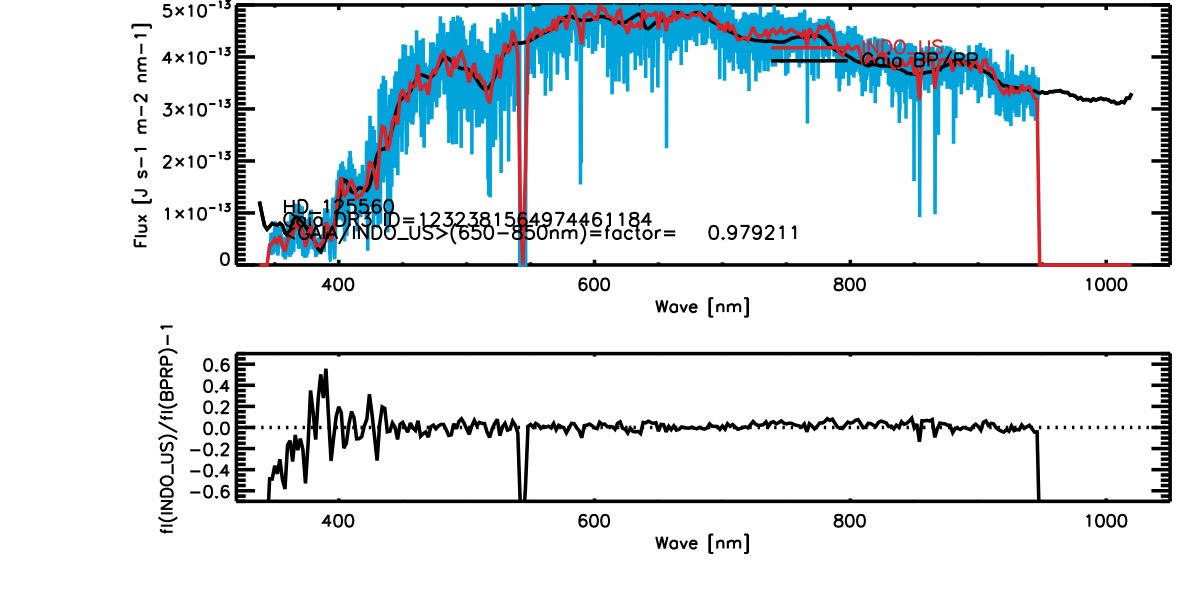 5×10−13
4×10−13
3×10−13
2×10−13
1×10−13
0
Flux [J s−1 m−2 nm−1]
INDO_US
Gaia BP/RP
HD_125560
Gaia DR3 ID=1232381564974461184
<GAIA/INDO_US>(650−850nm)=factor= 0.979211
400 600 800 1000
Wave [nm]
0.6
0.4
0.2
0.0
−0.2
−0.4
−0.6
fl(INDO_US)/fl(BPRP)−1
400 600 800 1000
Wave [nm]